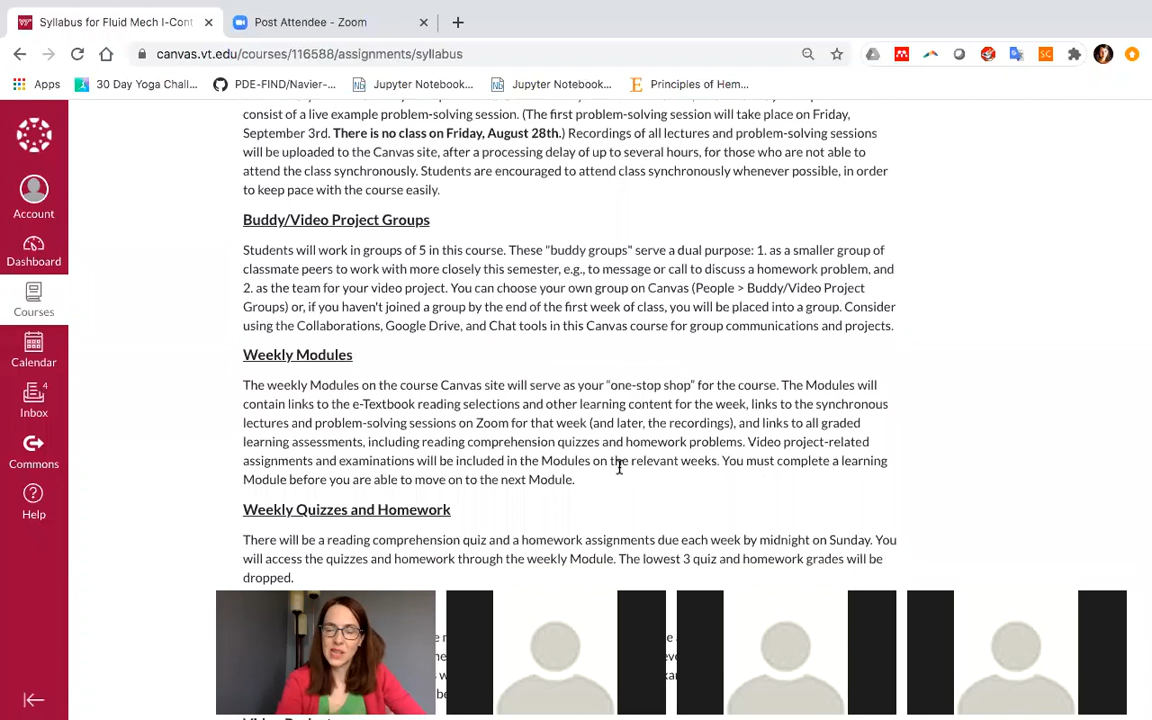 Syllabus for Fluid Mech I-Cont
Post Attendee - Zoom
canvas.vt.edu/courses/116588/assignments/syllabus
Apps
30 Day Yoga Chall...
PDE-FIND/Navier-...
Jupyter Notebook...
Jupyter Notebook...
Principles of Hem...
SC
Account
Dashboard
Courses
Calendar
4
Inbox
Commons
Help
consist of a live example problem-solving session. (The first problem-solving session will take place on Friday,
September 3rd. There is no class on Friday, August 28th.) Recordings of all lectures and problem-solving sessions
will be uploaded to the Canvas site, after a processing delay of up to several hours, for those who are not able to
attend the class synchronously. Students are encouraged to attend class synchronously whenever possible, in order
to keep pace with the course easily.
Buddy/Video Project Groups
Students will work in groups of 5 in this course. These "buddy groups" serve a dual purpose: 1. as a smaller group of
classmate peers to work with more closely this semester, e.g., to message or call to discuss a homework problem, and
2. as the team for your video project. You can choose your own group on Canvas (People > Buddy/Video Project
Groups) or, if you haven't joined a group by the end of the first week of class, you will be placed into a group. Consider
using the Collaborations, Google Drive, and Chat tools in this Canvas course for group communications and projects.
Weekly Modules
The weekly Modules on the course Canvas site will serve as your “one-stop shop” for the course. The Modules will
contain links to the e-Textbook reading selections and other learning content for the week, links to the synchronous
lectures and problem-solving sessions on Zoom for that week (and later, the recordings), and links to all graded
learning assessments, including reading comprehension quizzes and homework problems. Video project-related
assignments and examinations will be included in the Modules on the relevant weeks. You must complete a learning
Module before you are able to move on to the next Module.
Weekly Quizzes and Homework
There will be a reading comprehension quiz and a homework assignments due each week by midnight on Sunday. You
will access the quizzes and homework through the weekly Module. The lowest 3 quiz and homework grades will be
dropped.